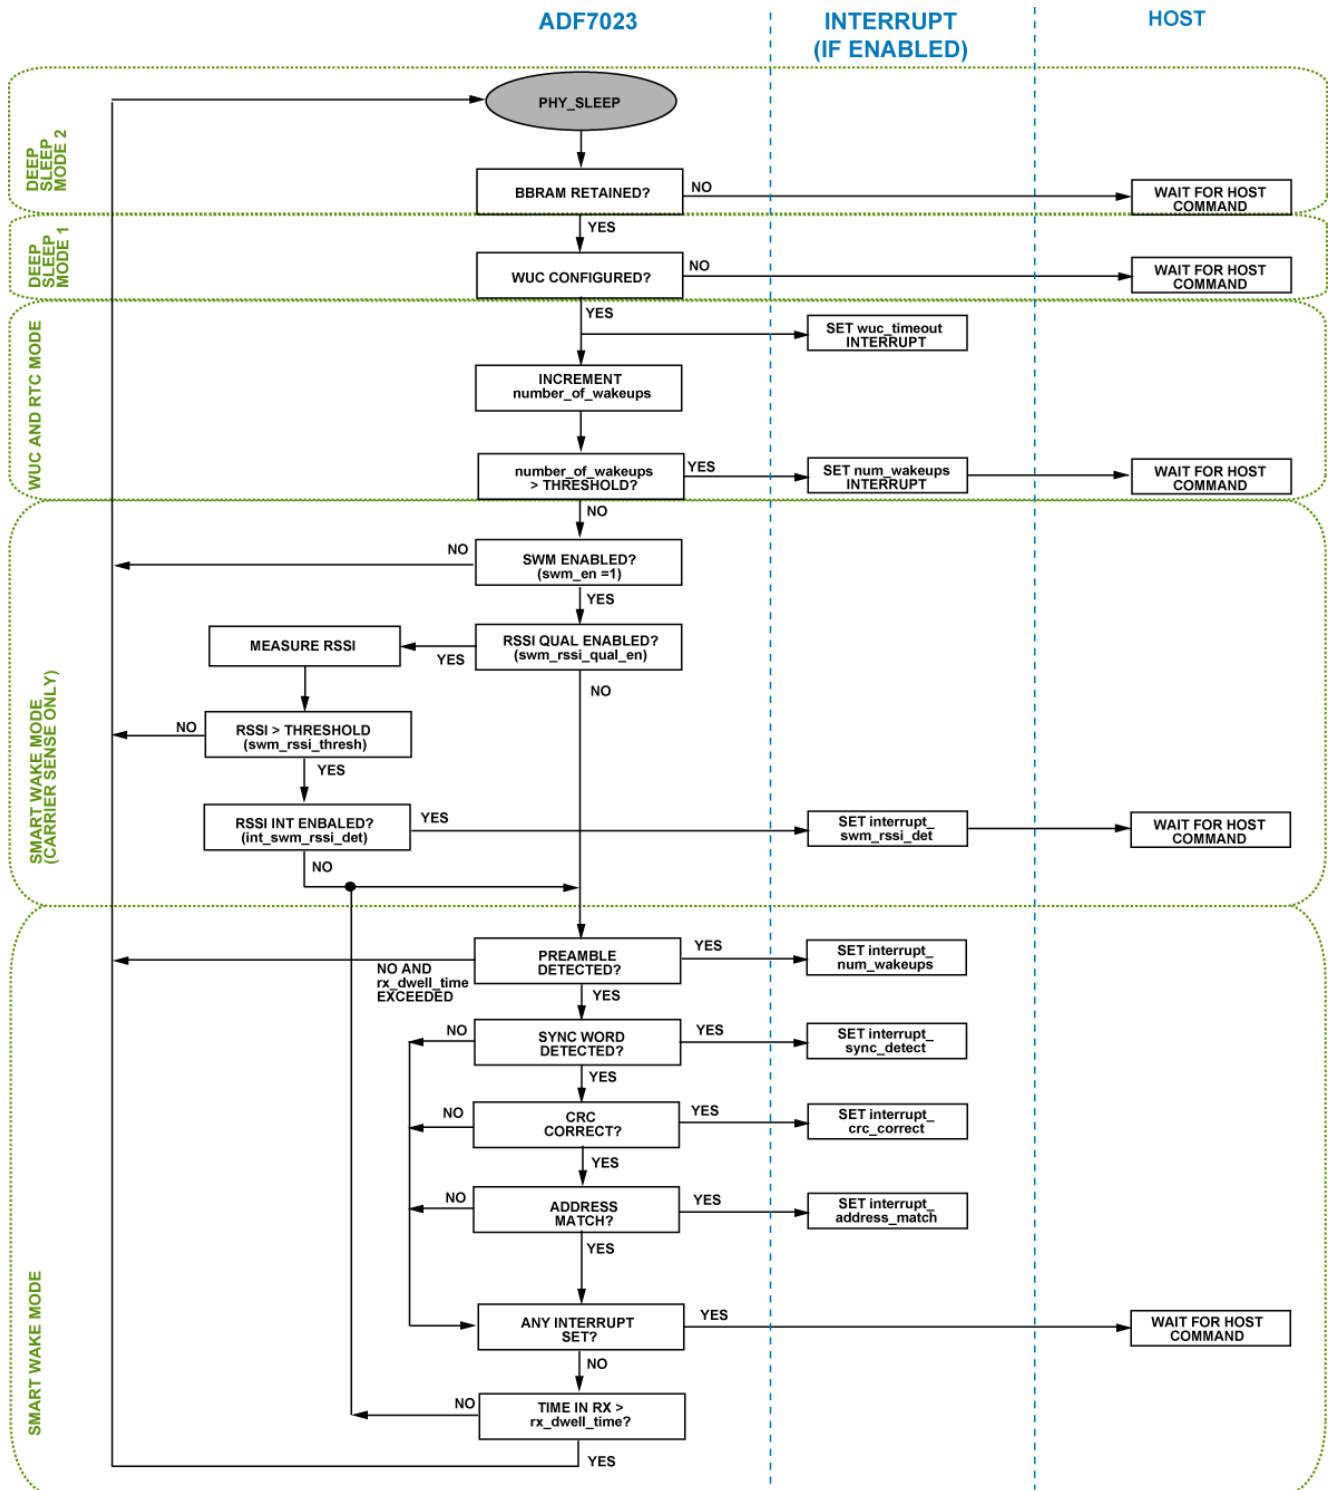 ADF7023
INTERRUPT
(IF ENABLED)
HOST
DEEP
SLEEP
MODE 2
PHY_SLEEP
BBRAM RETAINED?
NO
WAIT FOR HOST
COMMAND
YES
DEEP
SLEEP
MODE 1
WUC CONFIGURED?
NO
WAIT FOR HOST
COMMAND
YES
WUC AND RTC MODE
SET wuc_timeout
INTERRUPT
INCREMENT
number_of_wakeups
number_of_wakeups
> THRESHOLD?
YES
SET num_wakeups
INTERRUPT
WAIT FOR HOST
COMMAND
NO
SMART WAKE MODE
(CARRIER SENSE ONLY)
SWM ENABLED?
(swm_en =1)
NO
YES
RSSI QUAL ENABLED?
(swm_rssi_qual_en)
YES
MEASURE RSSI
NO
RSSI > THRESHOLD
(swm_rssi_thresh)
NO
YES
RSSI INT ENBALED?
(int_swm_rssi_det)
YES
SET interrupt_
swm_rssi_det
WAIT FOR HOST
COMMAND
NO
SMART WAKE MODE
PREAMBLE
DETECTED?
YES
SET interrupt_
num_wakeups
NO AND
rx_dwell_time
EXCEEDED
YES
NO
SYNC WORD
DETECTED?
YES
SET interrupt_
sync_detect
YES
NO
CRC
CORRECT?
YES
SET interrupt_
crc_correct
YES
NO
ADDRESS
MATCH?
YES
SET interrupt_
address_match
YES
ANY INTERRUPT
SET?
YES
WAIT FOR HOST
COMMAND
NO
NO
TIME IN RX >
rx_dwell_time?
YES